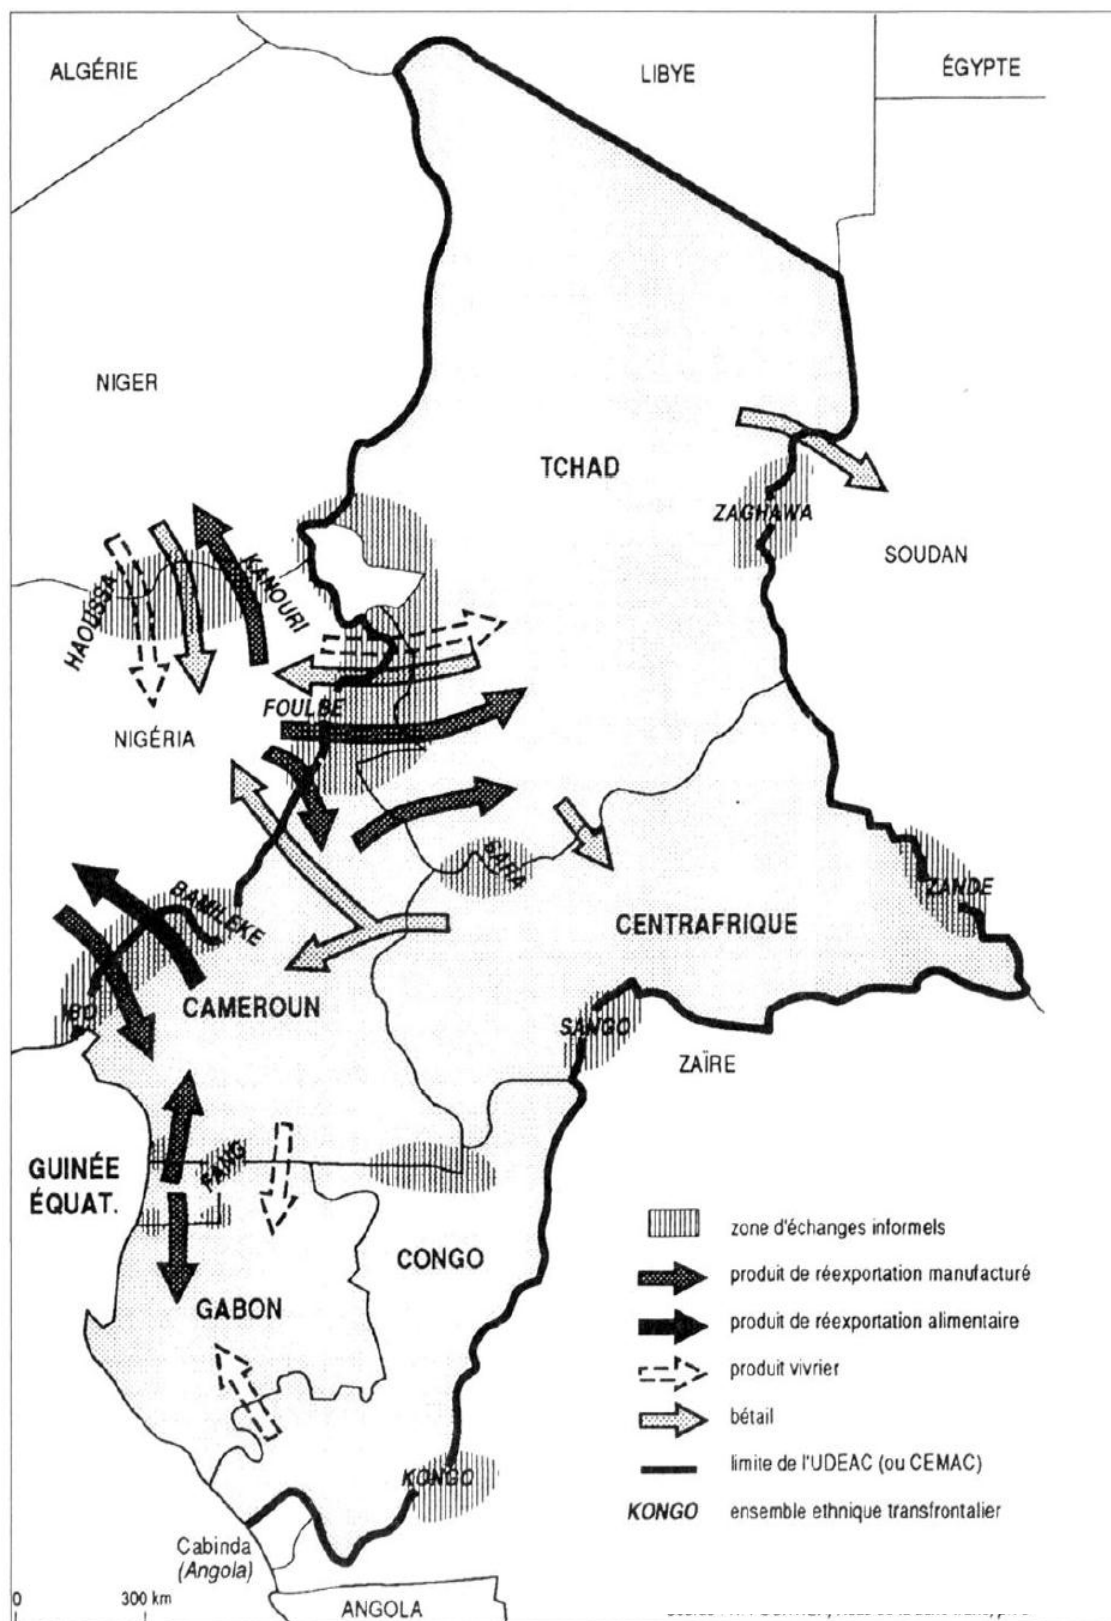 ALGÉRIE
LIBYE
ÉGYPTE
NIGER
TCHAD
ZAGHAWA
SOUDAN
HAOUSSA
KANOURI
FOULBE
NIGÉRIA
SARA
BAMILEKE
ZANDE
CENTRAFRIQUE
IBO
CAMEROUN
SANGO
ZAÏRE
GUINÉE
ÉQUAT.
FANG
CONGO
GABON
zone d'échanges informels
produit de réexportation manufacturé
produit de réexportation alimentaire
produit vivrier
bétail
limite de l'UDEAC (ou CEMAC)
KONGO ensemble ethnique transfrontalier
KONGO
Cabinda
(Angola)
0 300 km
ANGOLA